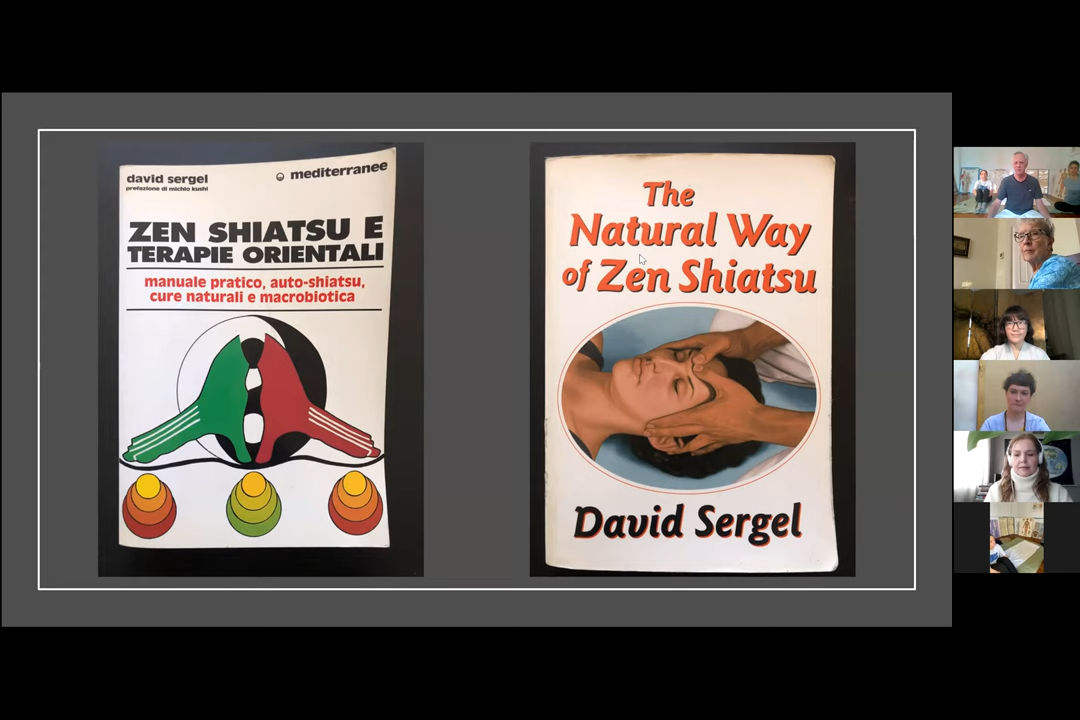 david sergel
prefazione di michio kushi
mediterranee
ZEN SHIATSU E
TERAPIE ORIENTALI
manuale pratico, auto-shiatsu,
cure naturali e macrobiotica
The
Natural Way
of Zen Shiatsu
David Sergel